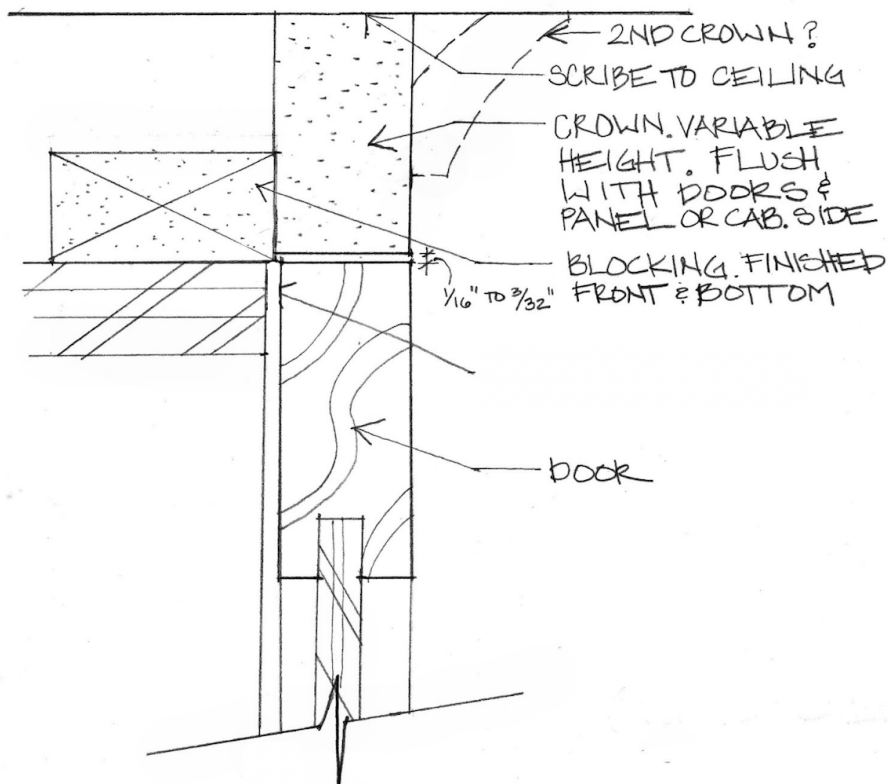 2ND CROWN?
SCRIBE TO CEILING
CROWN. VARIABLE
HEIGHT. FLUSH
WITH DOORS &
PANEL OR CAB. SIDE
BLOCKING. FINISHED
FRONT & BOTTOM
1/16" TO 3/32"
DOOR